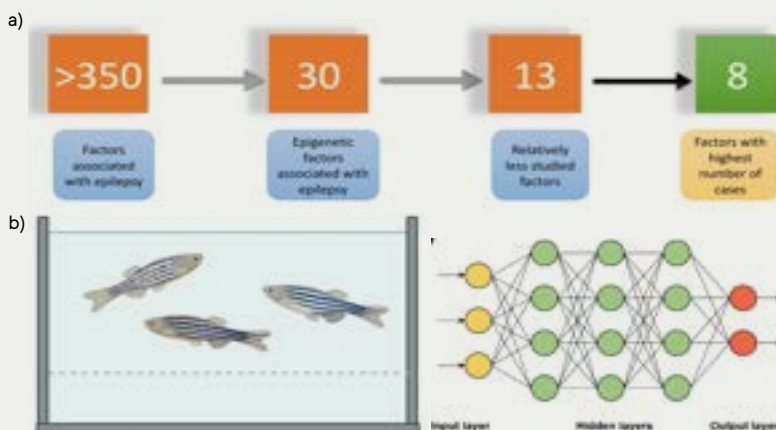 a)
>350
30
13
8
Factors
associated
with epilepsy
Epigenetic
factors
associated with
epilepsy
Relatively
less studied
factors
Factors with
highest
number of
cases
b)
Input layer
Hidden layers
Output layer